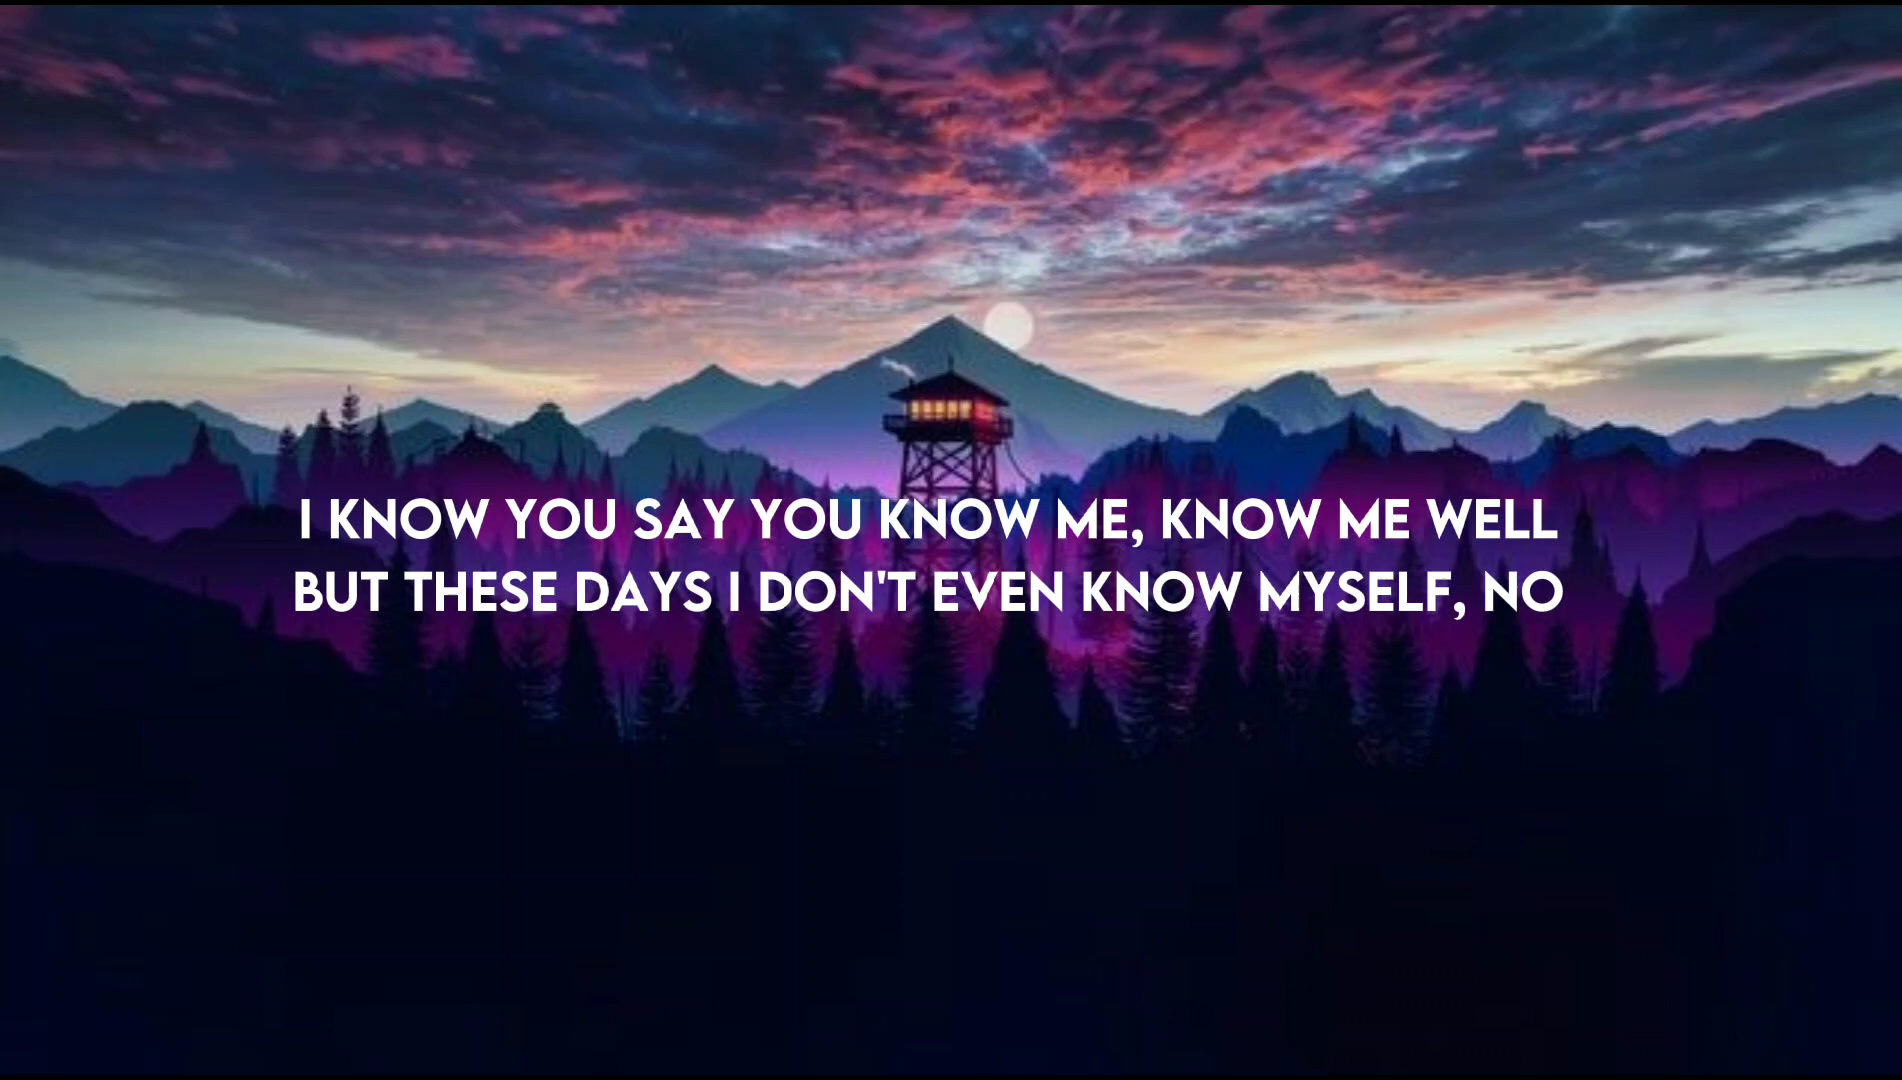 I KNOW YOU SAY YOU KNOW ME, KNOW ME WELL
BUT THESE DAYS I DON'T EVEN KNOW MYSELF, NO